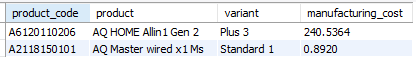 product_code product variant manufacturing_cost
A6120110206 AQ HOME Allin1 Gen 2 Plus 3 240.5364
A2118150101 AQ Master wired x1 Ms Standard 1 0.8920